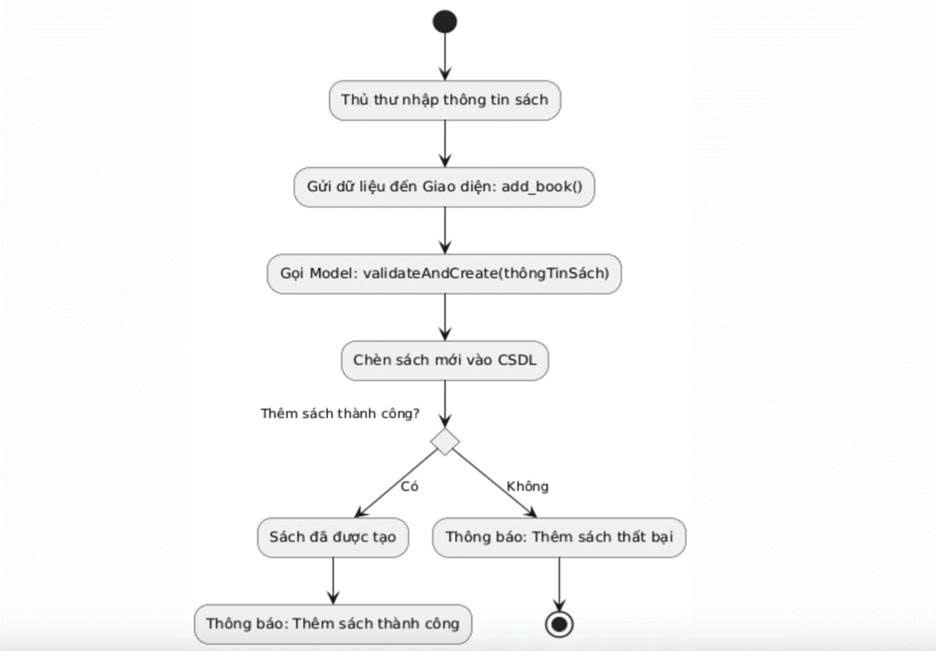 Thủ thư nhập thông tin sách
Gửi dữ liệu đến Giao diện: add_book()
Gọi Model: validateAndCreate(thôngTinSách)
Chèn sách mới vào CSDL
Thêm sách thành công?
Có
Không
Sách đã được tạo
Thông báo: Thêm sách thất bại
Thông báo: Thêm sách thành công